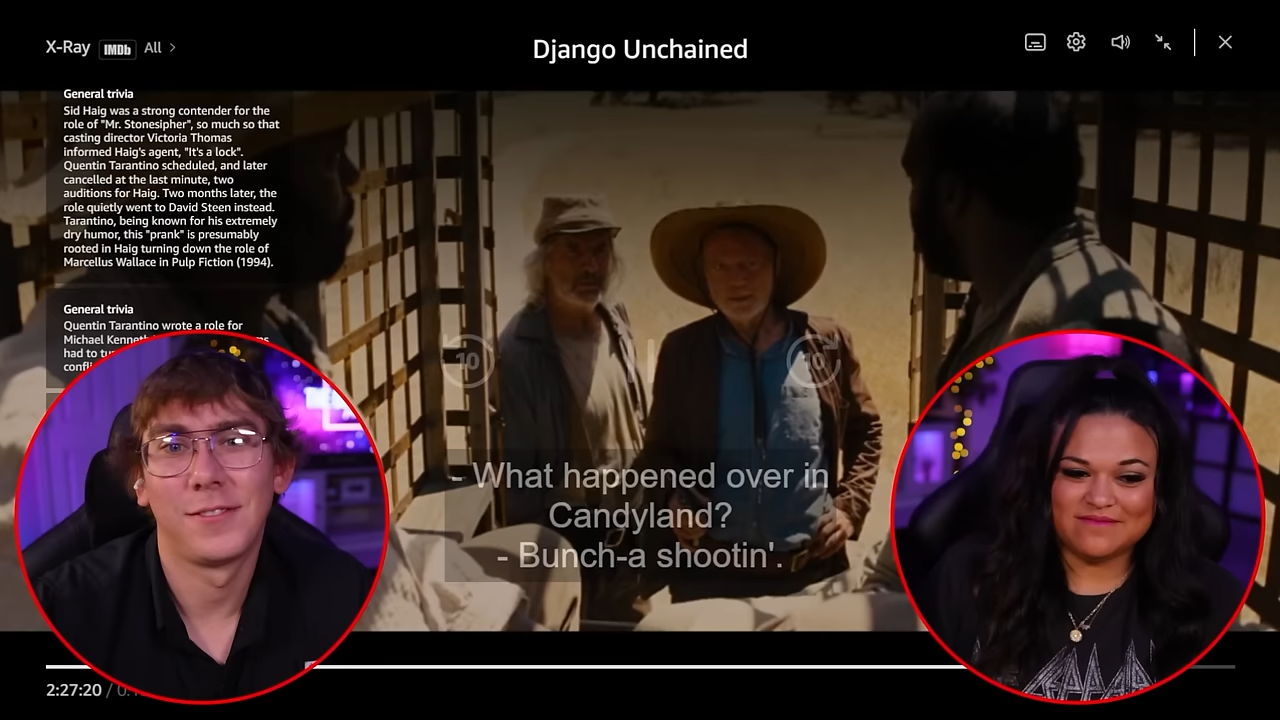 X-Ray IMDb All
Django Unchained
General trivia
Sid Haig was a strong contender for the
role of "Mr. Stonesipher", so much so that
casting director Victoria Thomas
informed Haig's agent, "It's a lock".
Quentin Tarantino scheduled, and later
cancelled at the last minute, two
auditions for Haig. Two months later, the
role quietly went to David Steen instead.
Tarantino, being known for his extremely
dry humor, this "prank" is presumably
rooted in Haig turning down the role of
Marcellus Wallace in Pulp Fiction (1994).
General trivia
Quentin Tarantino wrote a role for
Michael
had to
10
10
- What happened over in
Candyland?
- Bunch-a shootin'.
2:27:20 /